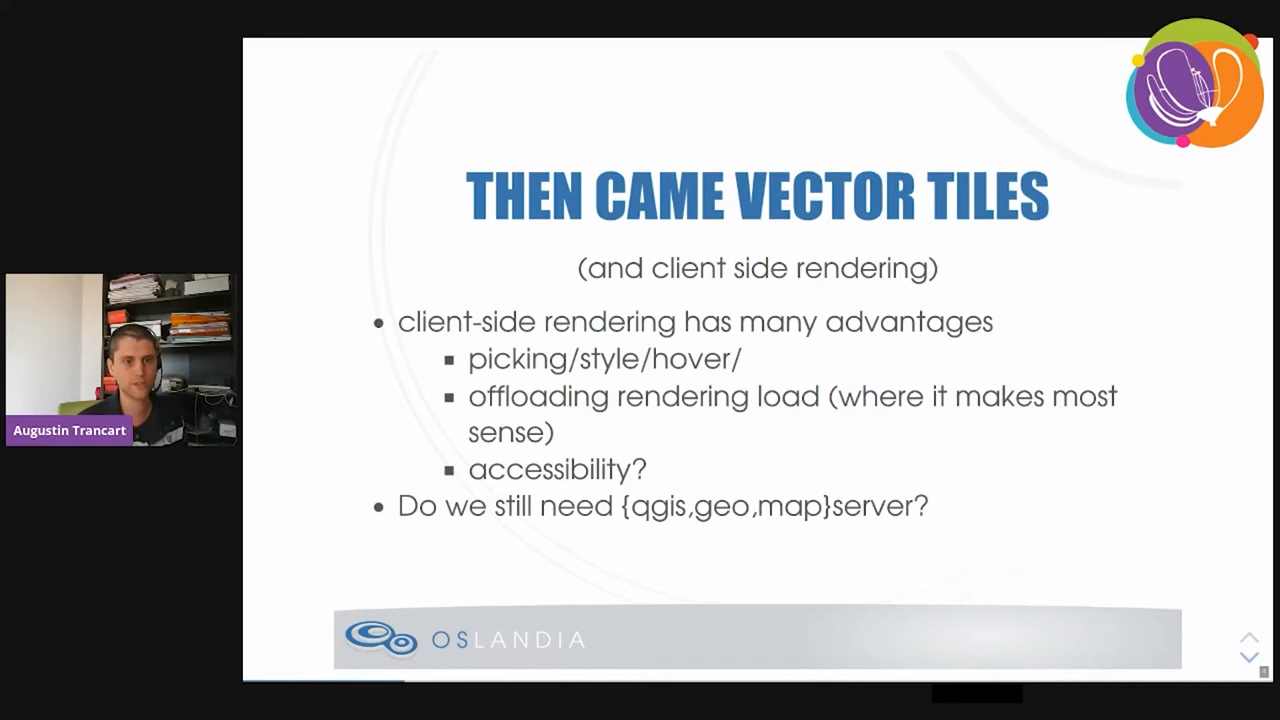 THEN CAME VECTOR TILES
(and client side rendering)
client-side rendering has many advantages
picking/style/hover/
offloading rendering load (where it makes most
sense)
accessibility?
Do we still need {qgis,geo,map}server?
Augustin Trancart
OSLANDIA